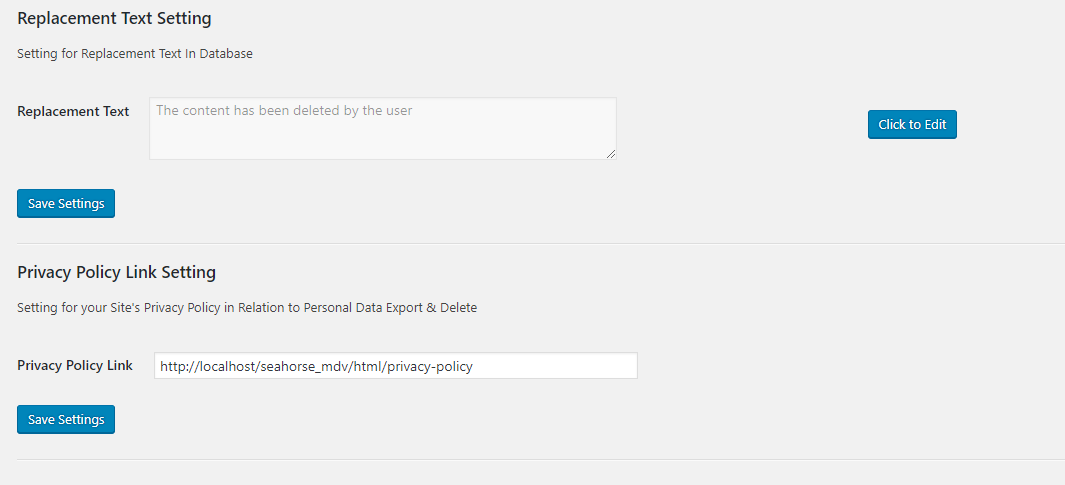 Replacement Text Setting
Setting for Replacement Text In Database
Replacement Text
The content has been deleted by the user
Click to Edit
Save Settings
Privacy Policy Link Setting
Setting for your Site's Privacy Policy in Relation to Personal Data Export & Delete
Privacy Policy Link
http://localhost/seahorse_mdv/html/privacy-policy
Save Settings